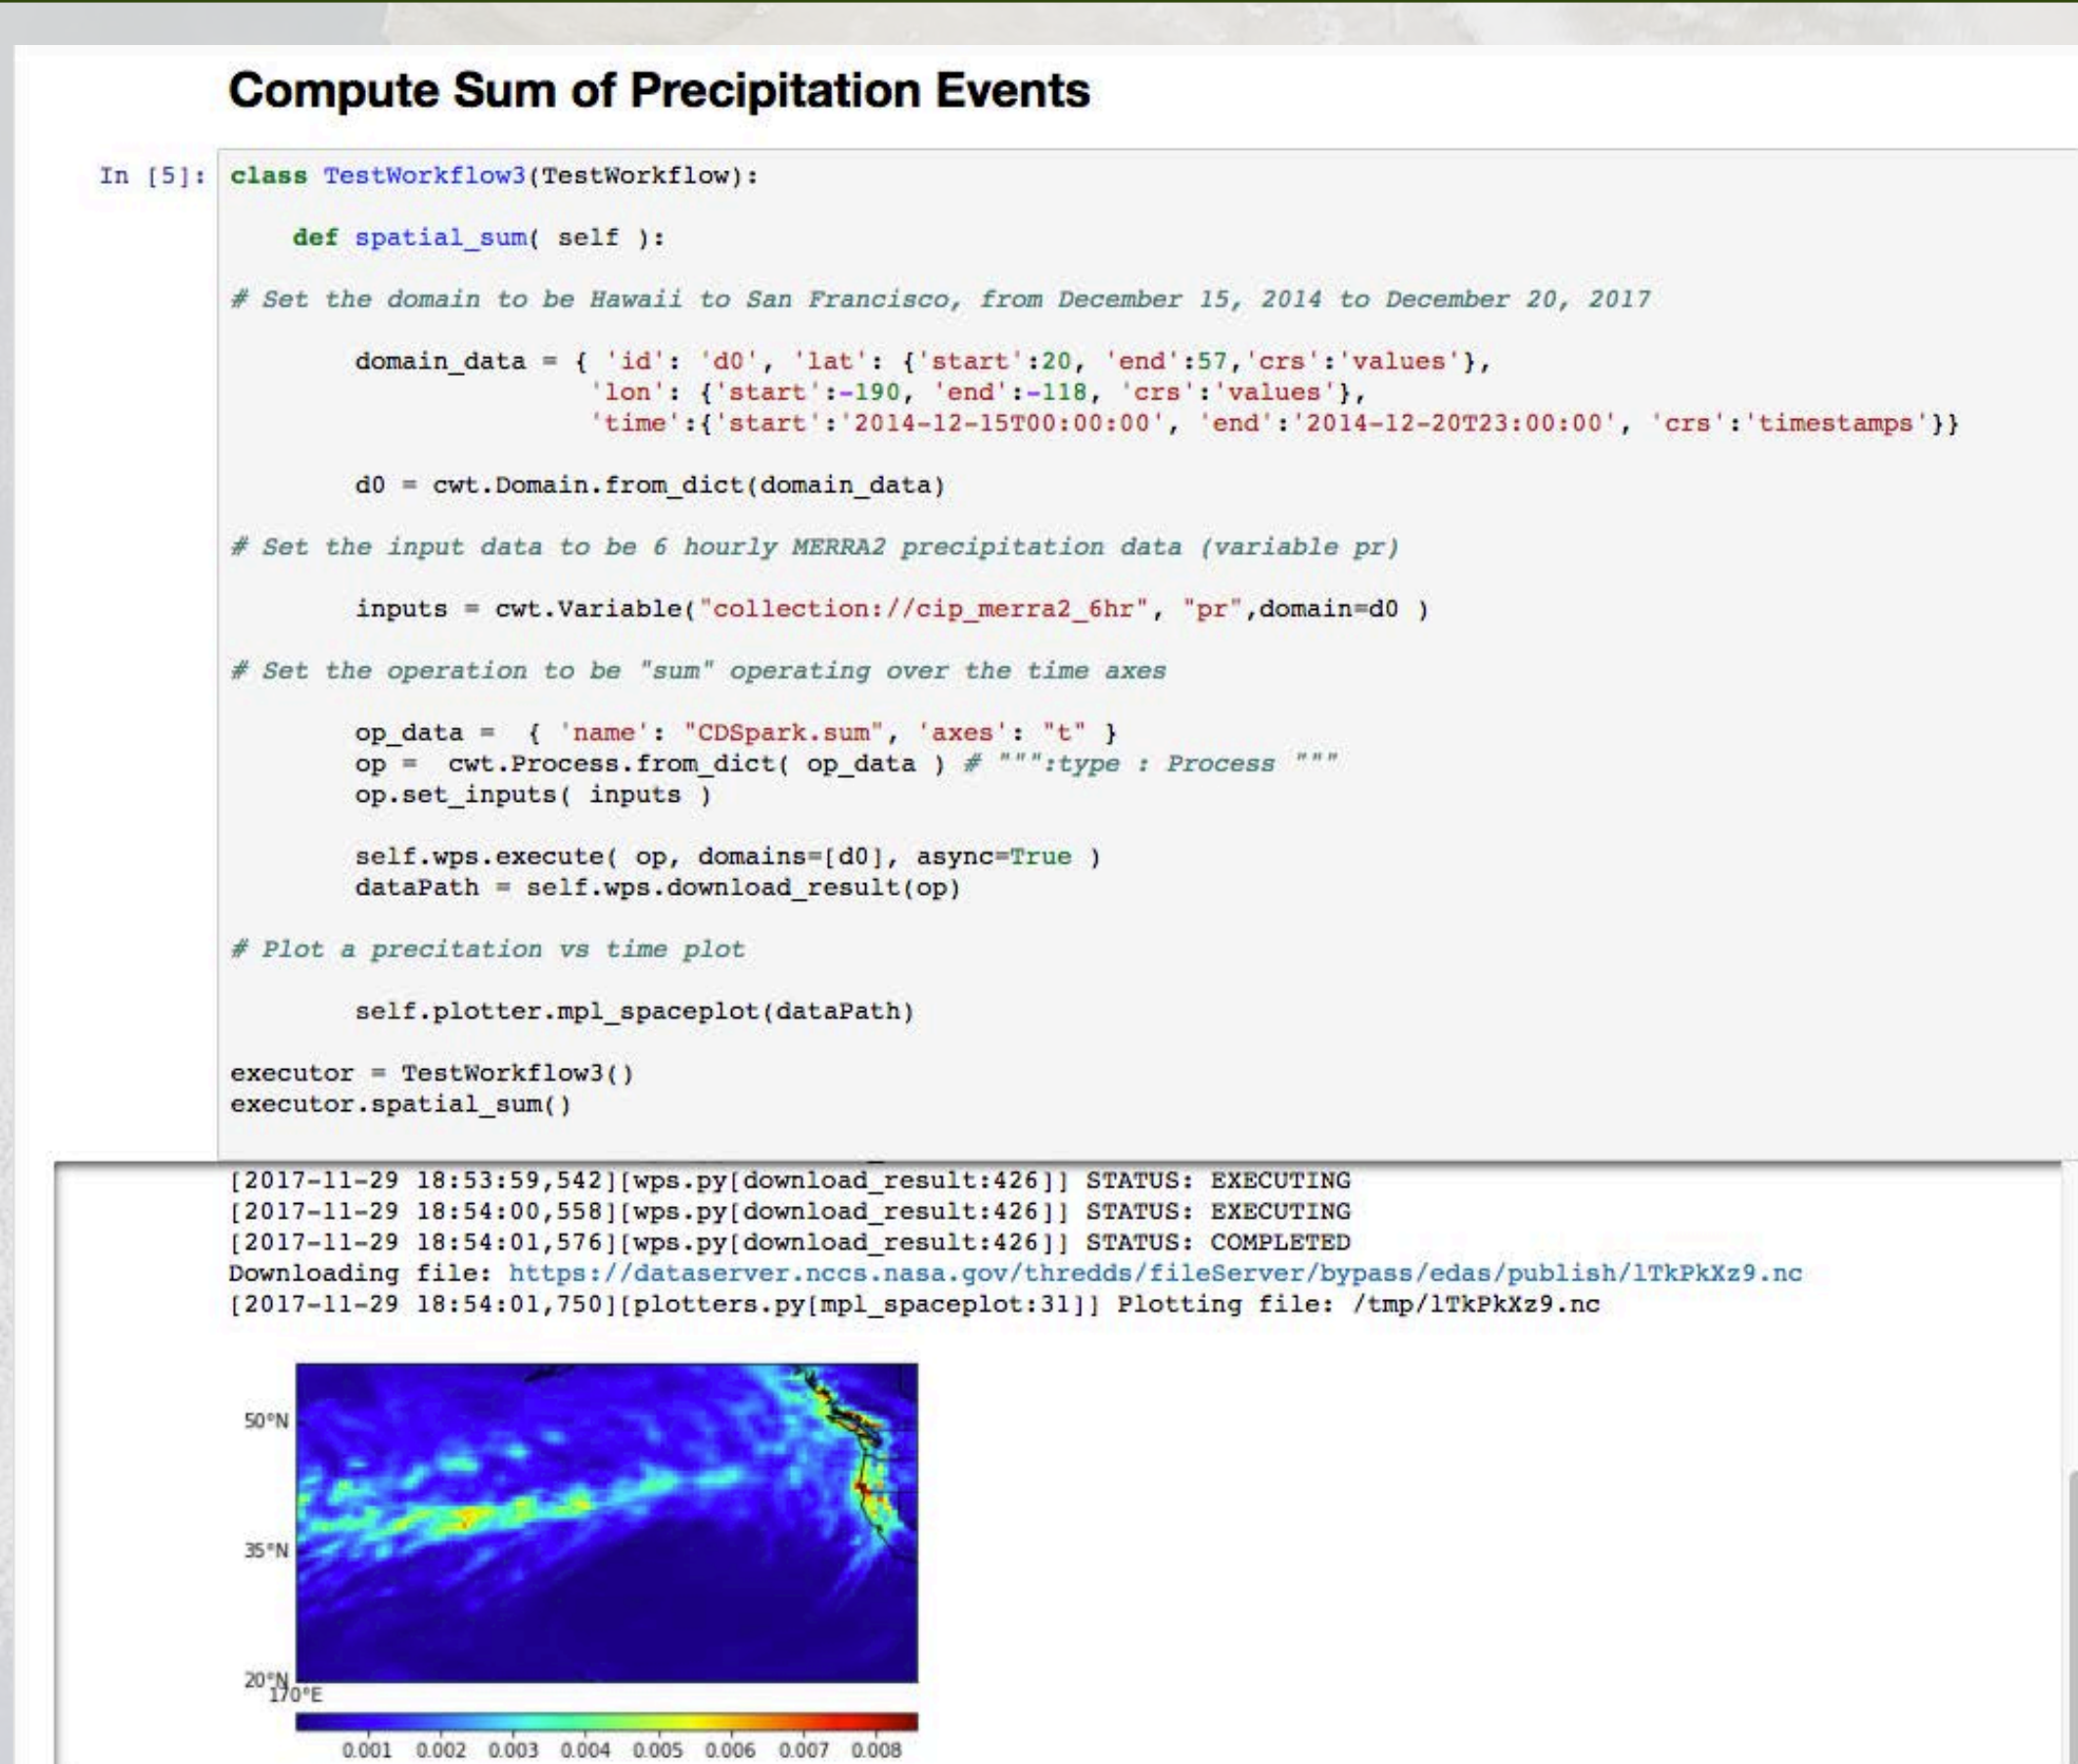 Compute Sum of Precipitation Events
In [5]: class TestWorkflow3(TestWorkflow):
def spatial_sum( self ):
# Set the domain to be Hawaii to San Francisco, from December 15, 2014 to December 20, 2017
domain_data = { 'id': 'd0', 'lat': {'start':20, 'end':57,'crs':'values'},
'lon': {'start':-190, 'end':-118, 'crs':'values'},
'time':{'start':'2014-12-15T00:00:00', 'end':'2014-12-20T23:00:00', 'crs':'timestamps'}}
d0 = cwt.Domain.from_dict(domain_data)
# Set the input data to be 6 hourly MERRA2 precipitation data (variable pr)
inputs = cwt.Variable("collection://cip_merra2_6hr", "pr",domain=d0 )
# Set the operation to be "sum" operating over the time axes
op_data =  { 'name': "CDSpark.sum", 'axes': "t" }
op =  cwt.Process.from_dict( op_data ) # """:type : Process """
op.set_inputs( inputs )
self.wps.execute( op, domains=[d0], async=True )
dataPath = self.wps.download_result(op)
# Plot a precitation vs time plot
self.plotter.mpl_spaceplot(dataPath)
executor = TestWorkflow3()
executor.spatial_sum()
[2017-11-29 18:53:59,542][wps.py[download_result:426]] STATUS: EXECUTING
[2017-11-29 18:54:00,558][wps.py[download_result:426]] STATUS: EXECUTING
[2017-11-29 18:54:01,576][wps.py[download_result:426]] STATUS: COMPLETED
Downloading file: https://dataserver.nccs.nasa.gov/thredds/fileServer/bypass/edas/publish/lTkPkXz9.nc
[2017-11-29 18:54:01,750][plotters.py[mpl_spaceplot:31]] Plotting file: /tmp/lTkPkXz9.nc
50°N
35°N
20°N
170°E
0.001 0.002 0.003 0.004 0.005 0.006 0.007 0.008